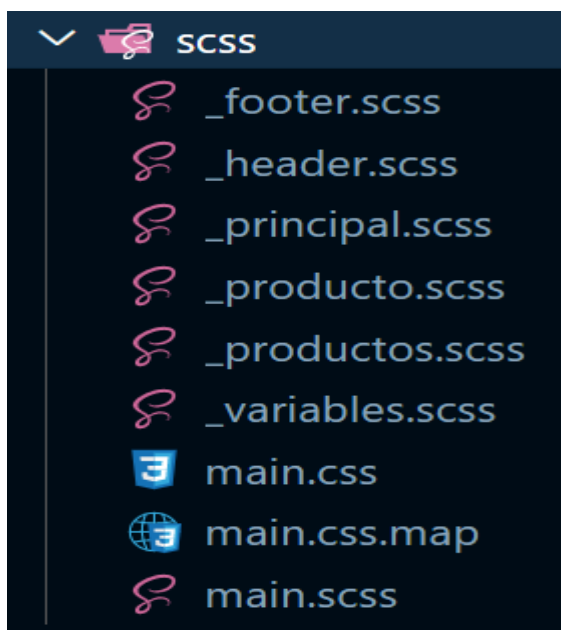 scss
_footer.scss
_header.scss
_principal.scss
_producto.scss
_productos.scss
_variables.scss
main.css
main.css.map
main.scss